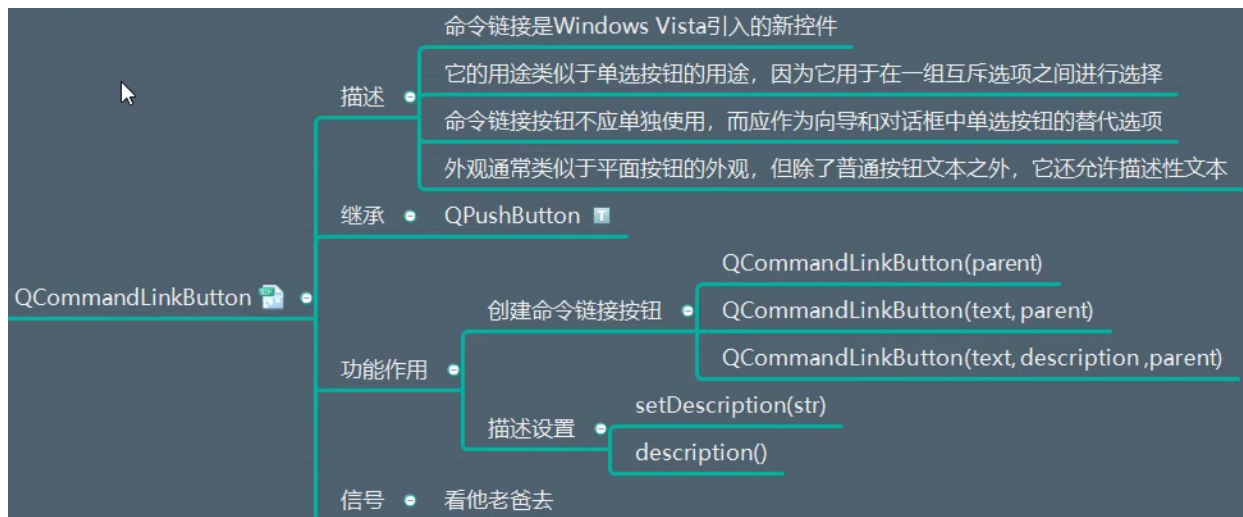 命令链接是Windows Vista引入的新控件
它的用途类似于单选按钮的用途，因为它用于在一组互斥选项之间进行选择
描述
命令链接按钮不应单独使用，而应作为向导和对话框中单选按钮的替代选项
外观通常类似于平面按钮的外观，但除了普通按钮文本之外，它还允许描述性文本
继承 QPushButton
QCommandLinkButton(parent)
QCommandLinkButton
创建命令链接按钮 QCommandLinkButton(text, parent)
QCommandLinkButton(text, description ,parent)
功能作用
setDescription(str)
描述设置
description()
信号 看他老爸去